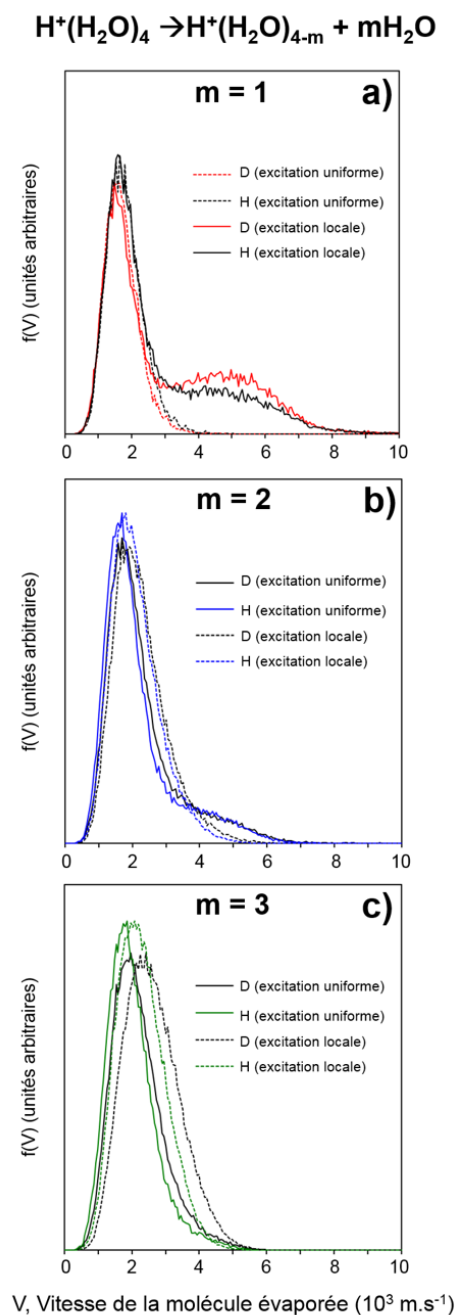 H⁺(H₂O)₄ →H⁺(H₂O)₄₋ₘ + mH₂O
m = 1
a)
D (excitation uniforme)
H (excitation uniforme)
D (excitation locale)
H (excitation locale)
f(V) (unités arbitraires)
0 2 4 6 8 10
m = 2
b)
D (excitation uniforme)
H (excitation uniforme)
D (excitation locale)
H (excitation locale)
f(V) (unités arbitraires)
0 2 4 6 8 10
m = 3
c)
D (excitation uniforme)
H (excitation uniforme)
D (excitation locale)
H (excitation locale)
f(V) (unités arbitraires)
0 2 4 6 8 10
V, Vitesse de la molécule évaporée (10³ m.s⁻¹)